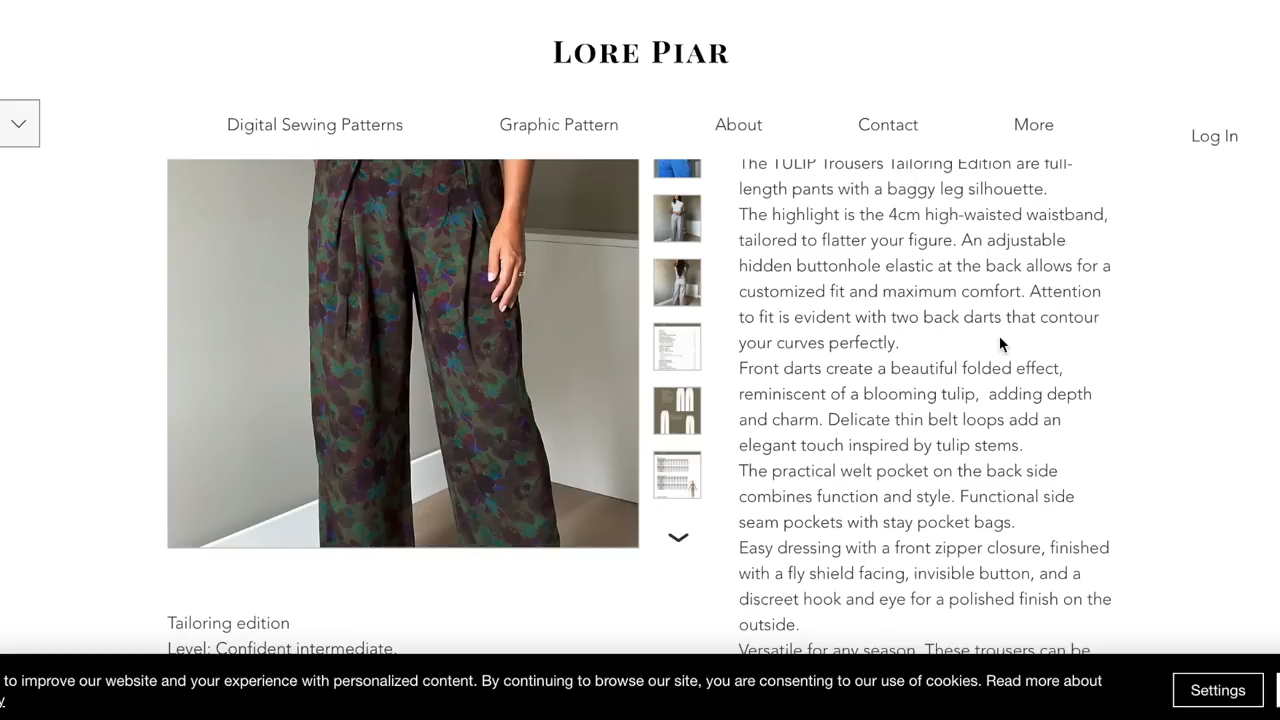 LORE PIAR
Digital Sewing Patterns
Graphic Pattern
About
Contact
More
Log In
The TULIP Trousers Tailoring Edition are full-
length pants with a baggy leg silhouette.
The highlight is the 4cm high-waisted waistband,
tailored to flatter your figure. An adjustable
hidden buttonhole elastic at the back allows for a
customized fit and maximum comfort. Attention
to fit is evident with two back darts that contour
your curves perfectly.
Front darts create a beautiful folded effect,
reminiscent of a blooming tulip, adding depth
and charm. Delicate thin belt loops add an
elegant touch inspired by tulip stems.
The practical welt pocket on the back side
combines function and style. Functional side
seam pockets with stay pocket bags.
Easy dressing with a front zipper closure, finished
with a fly shield facing, invisible button, and a
discreet hook and eye for a polished finish on the
outside.
Versatile for any season. These trousers can be
Tailoring edition
Level: Confident intermediate.
to improve our website and your experience with personalized content. By continuing to browse our site, you are consenting to our use of cookies. Read more about
Settings